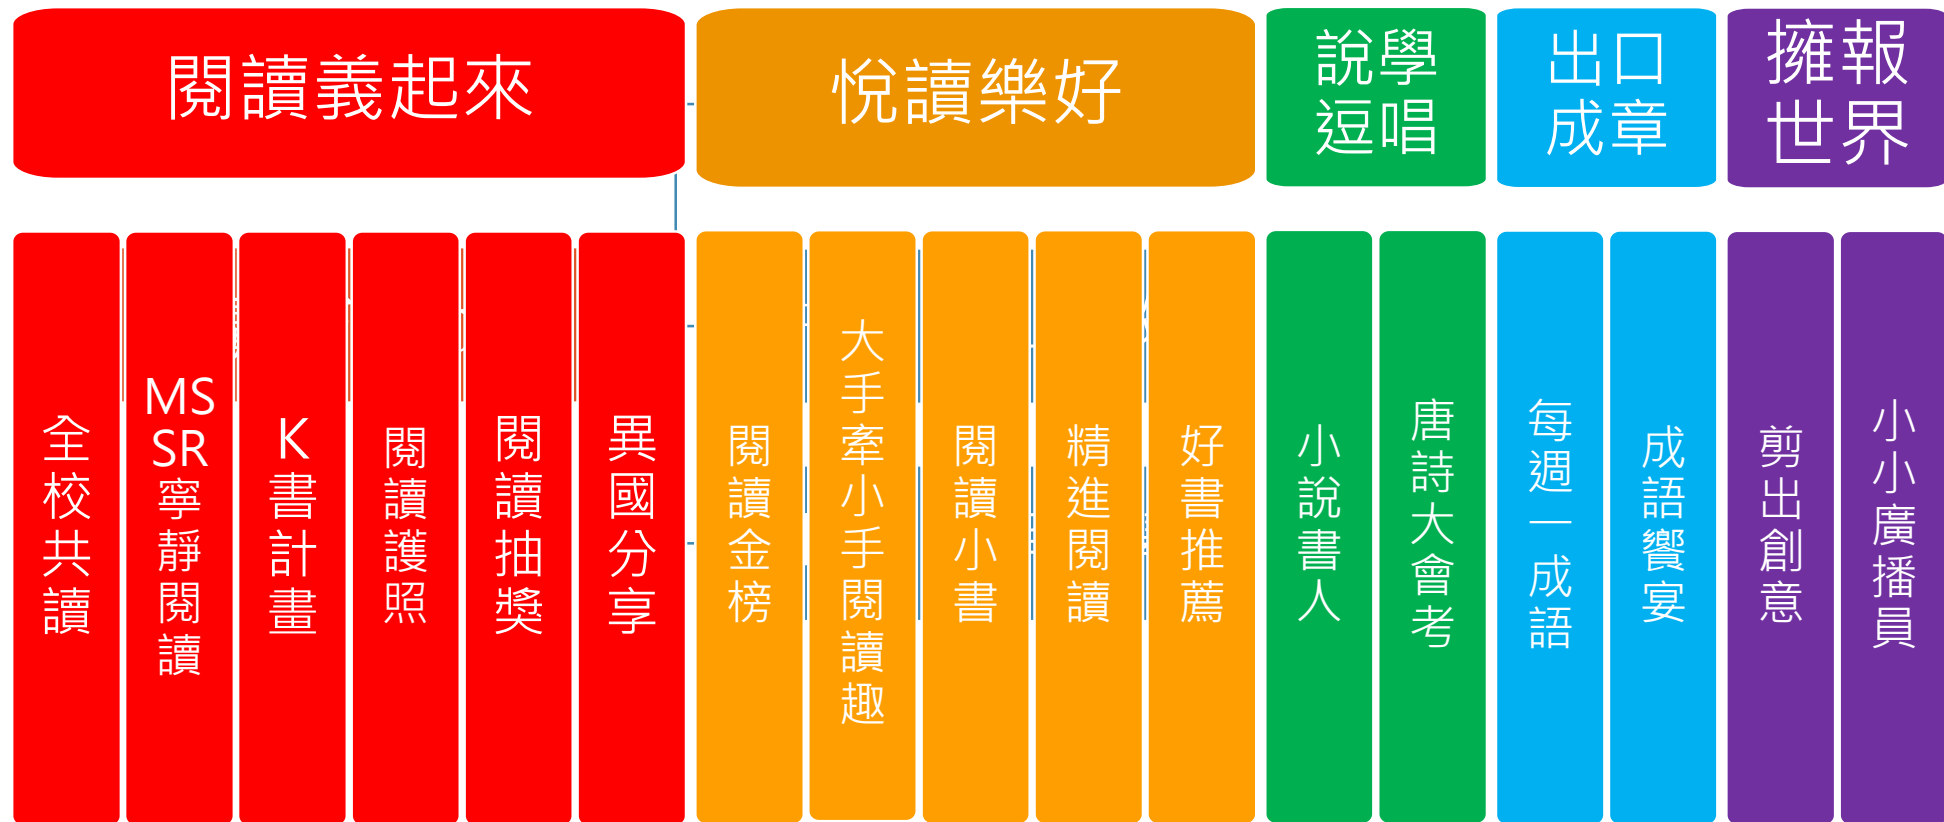 閱讀義起來
悅讀樂好
說學
逗唱
出口
成章
擁報
世界
全校共讀
MSSR寧靜閱讀
K書計畫
閱讀護照
閱讀抽獎
異國分享
閱讀金榜
大手牽小手閱讀趣
閱讀小書
精進閱讀
好書推薦
小說書人
唐詩大會考
每週一成語
成語饗宴
剪出創意
小小廣播員